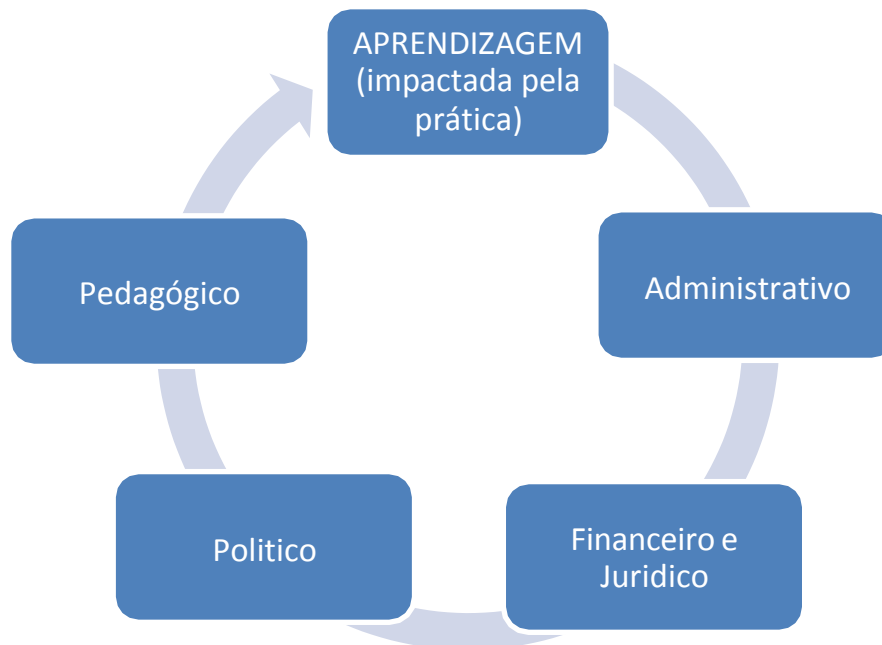 APRENDIZAGEM
(impactada pela
prática)
Administrativo
Financeiro e
Juridico
Politico
Pedagógico